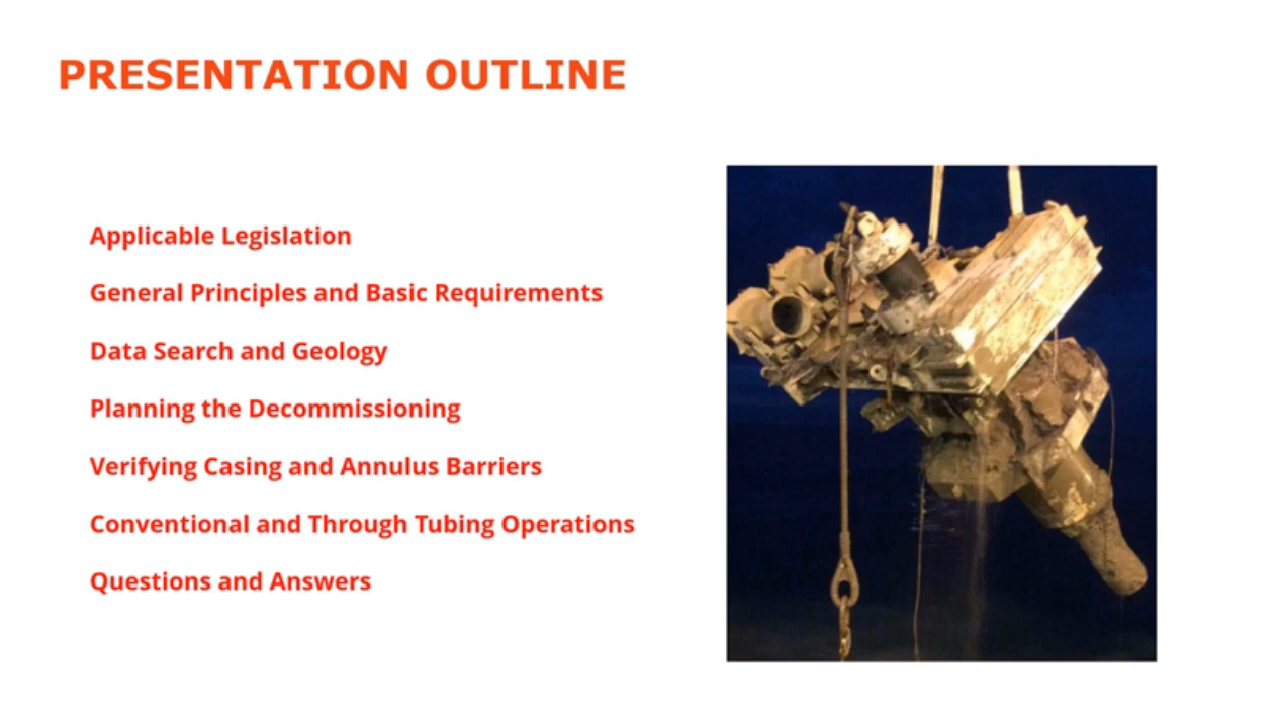 PRESENTATION OUTLINE
Applicable Legislation
General Principles and Basic Requirements
Data Search and Geology
Planning the Decommissioning
Verifying Casing and Annulus Barriers
Conventional and Through Tubing Operations
Questions and Answers